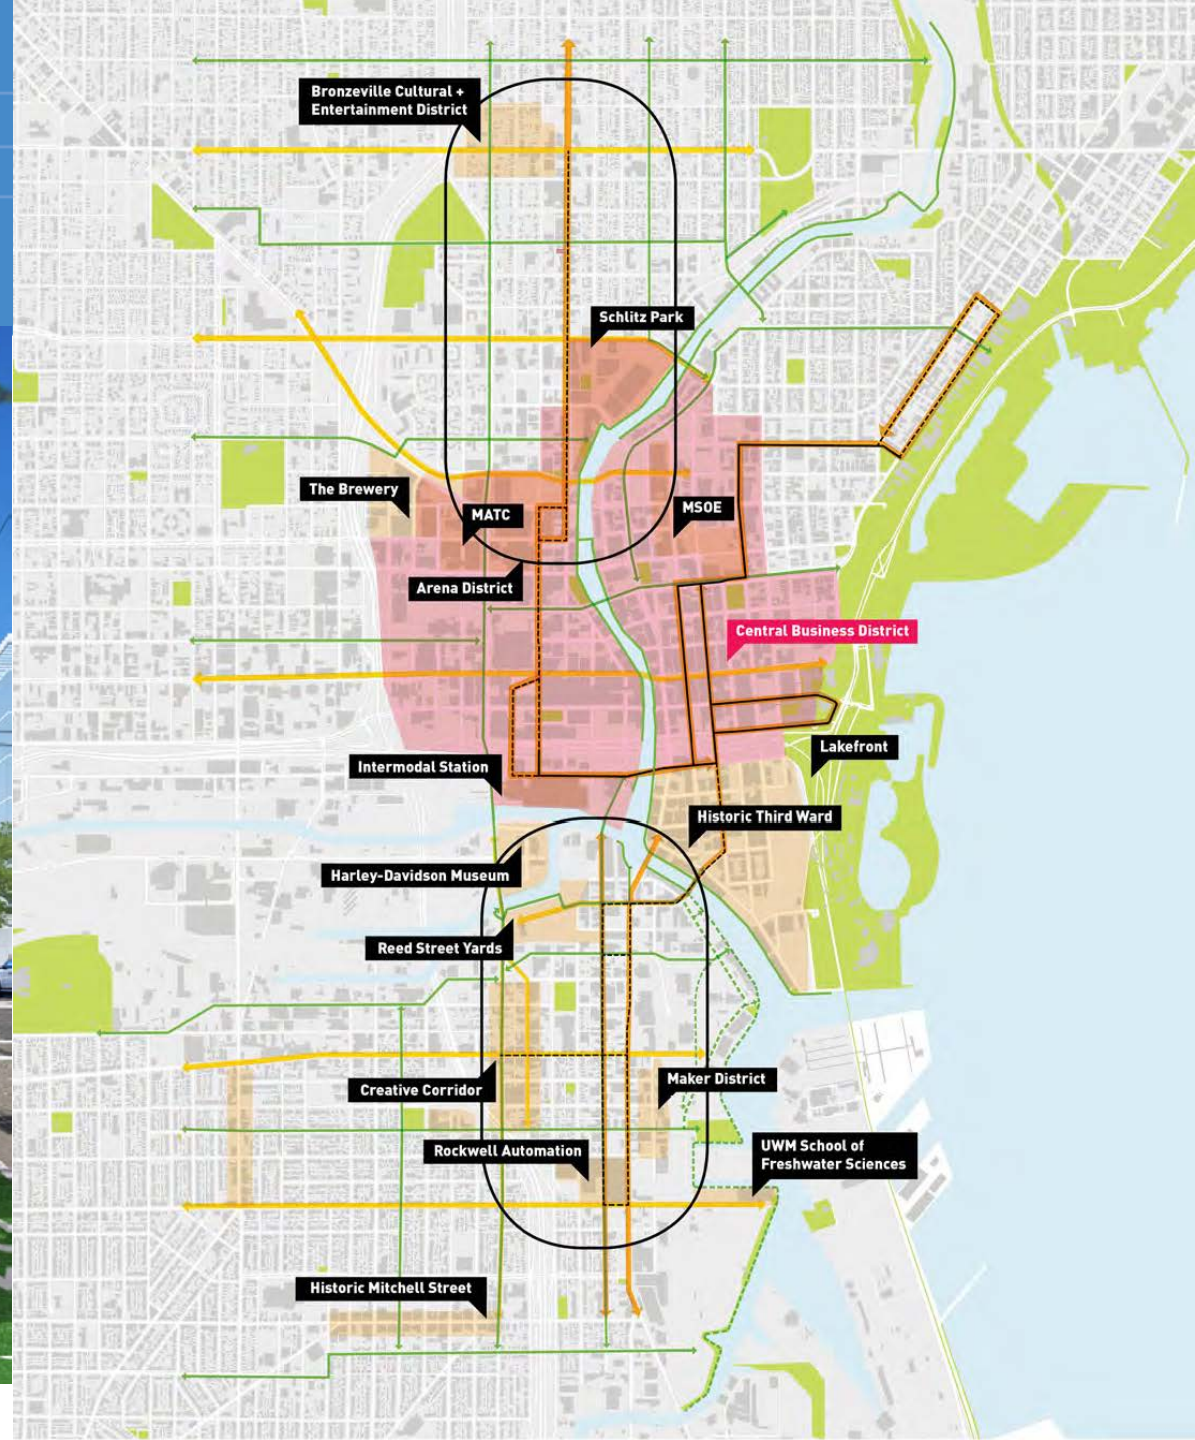 Bronzeville Cultural +
Entertainment District
Schlitz Park
The Brewery
MATC
MSOE
Arena District
Central Business District
Lakefront
Intermodal Station
Historic Third Ward
Harley-Davidson Museum
Reed Street Yards
Creative Corridor
Maker District
Rockwell Automation
UWM School of
Freshwater Sciences
Historic Mitchell Street